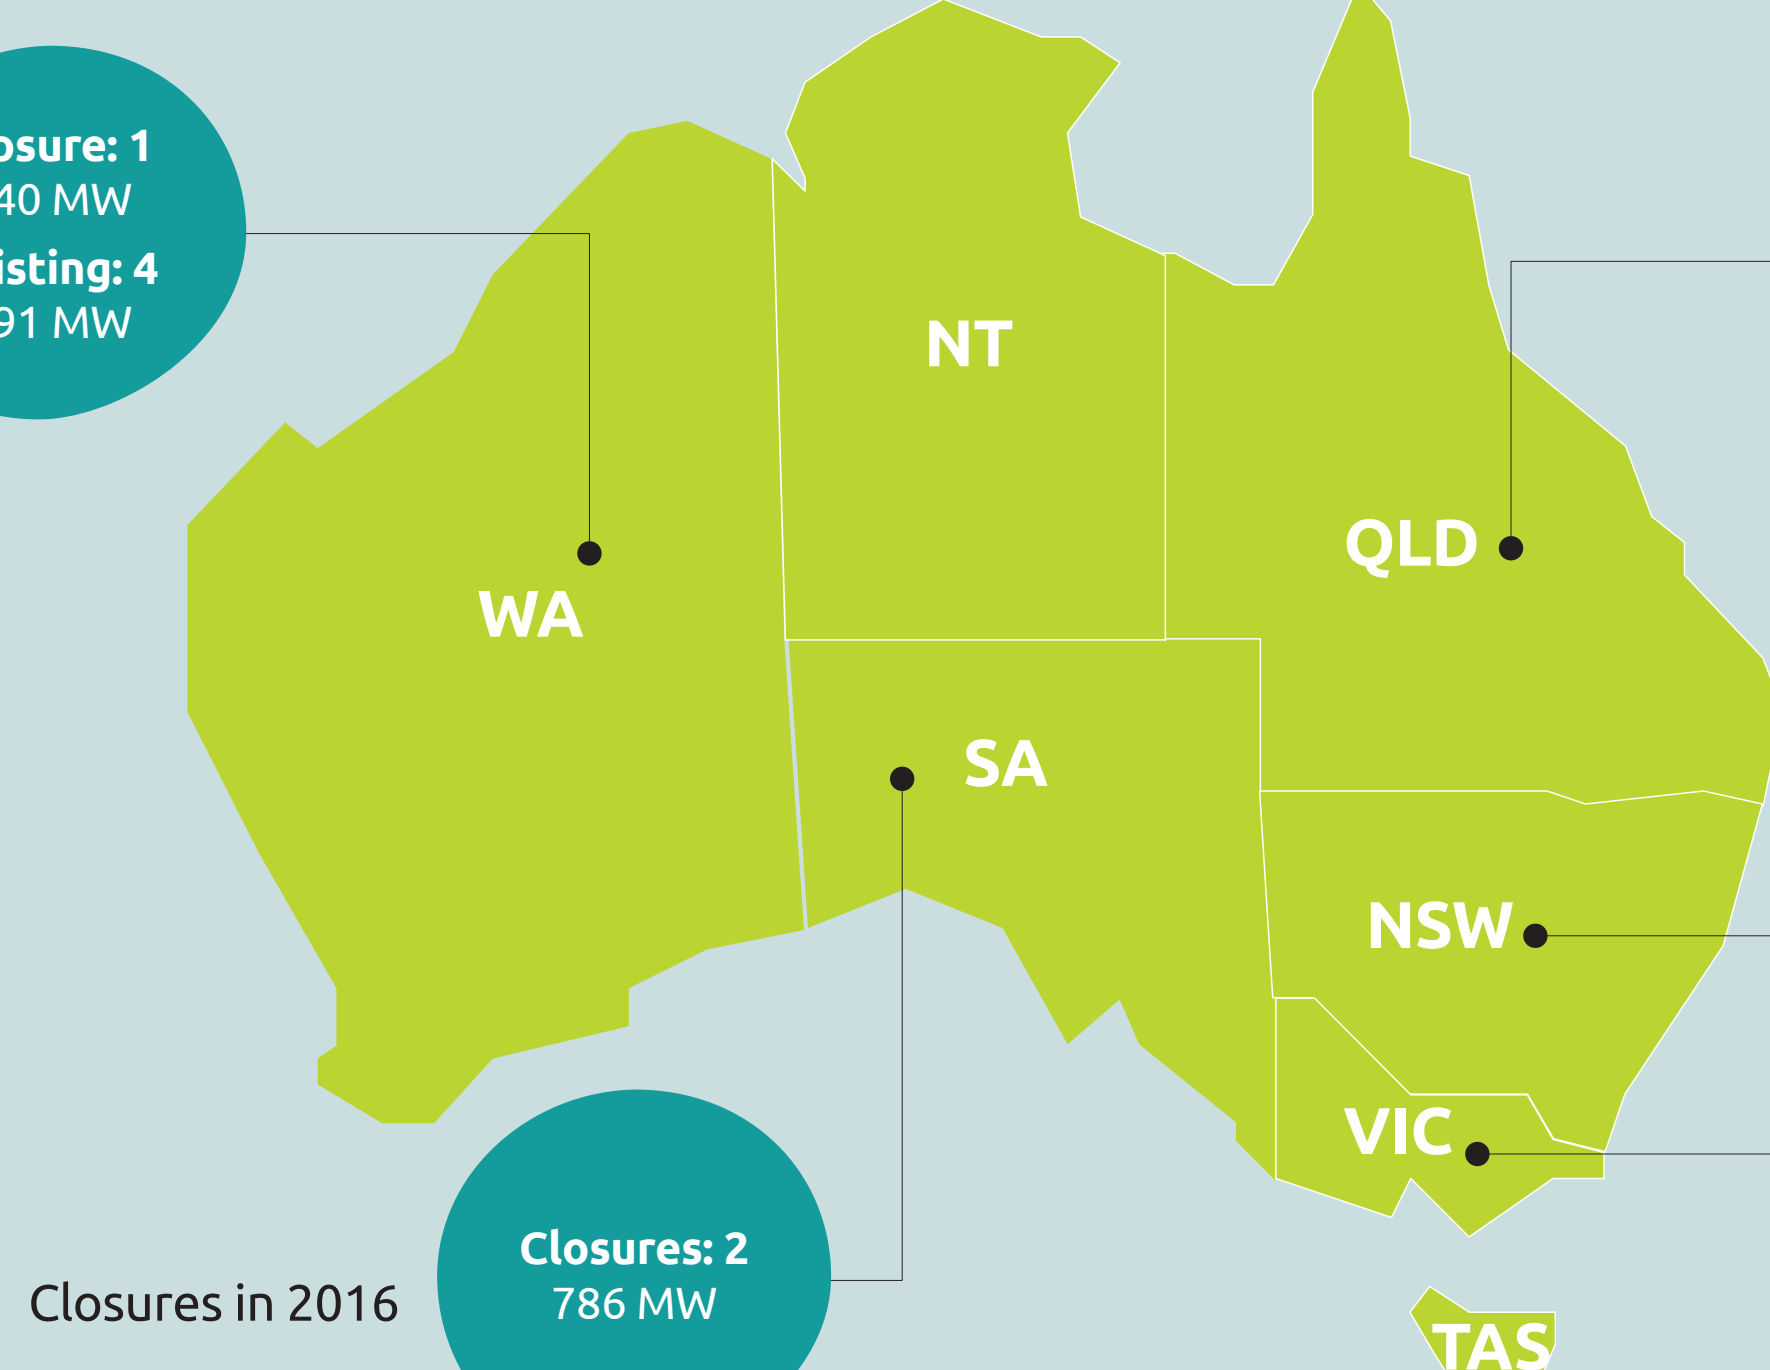 osure: 1
40 MW
isting: 4
91 MW
NT
QLD
WA
SA
NSW
VIC
Closures: 2
786 MW
Closures in 2016
TAS